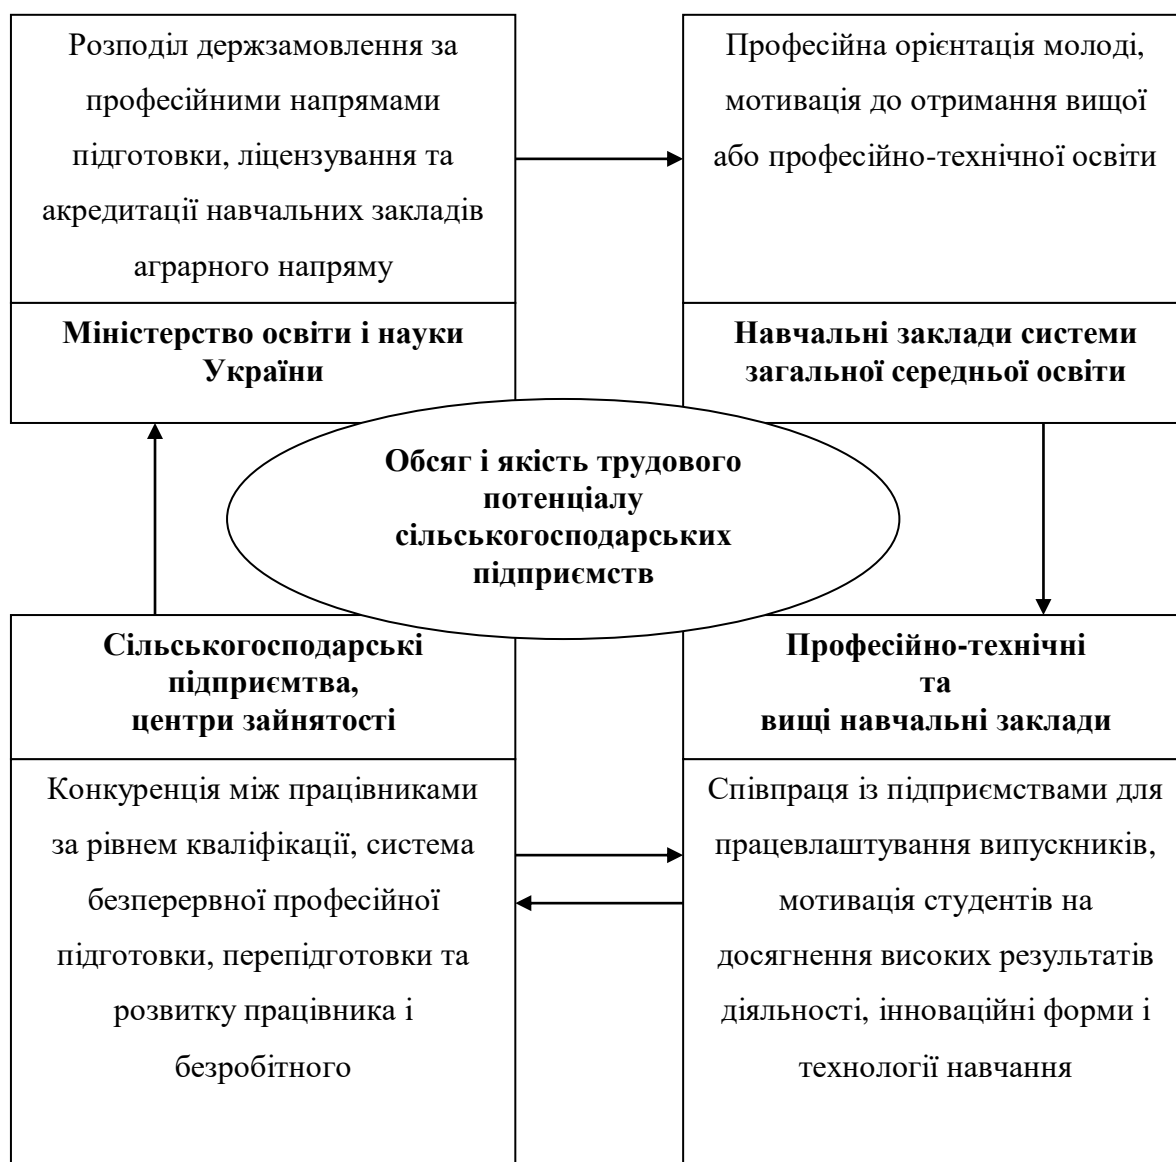 Розподіл держзамовлення за
професійними напрямами
підготовки, ліцензування та
акредитації навчальних закладів
аграрного напряму
Міністерство освіти і науки
України
Професійна орієнтація молоді,
мотивація до отримання вищої
або професійно-технічної освіти
Навчальні заклади системи
загальної середньої освіти
Обсяг і якість трудового
потенціалу
сільськогосподарських
підприємств
Сільськогосподарські
підприємтва,
центри зайнятості
Конкуренція між працівниками
за рівнем кваліфікації, система
безперервної професійної
підготовки, перепідготовки та
розвитку працівника і
безробітного
Професійно-технічні
та
вищі навчальні заклади
Співпраця із підприємствами для
працевлаштування випускників,
мотивація студентів на
досягнення високих результатів
діяльності, інноваційні форми і
технології навчання